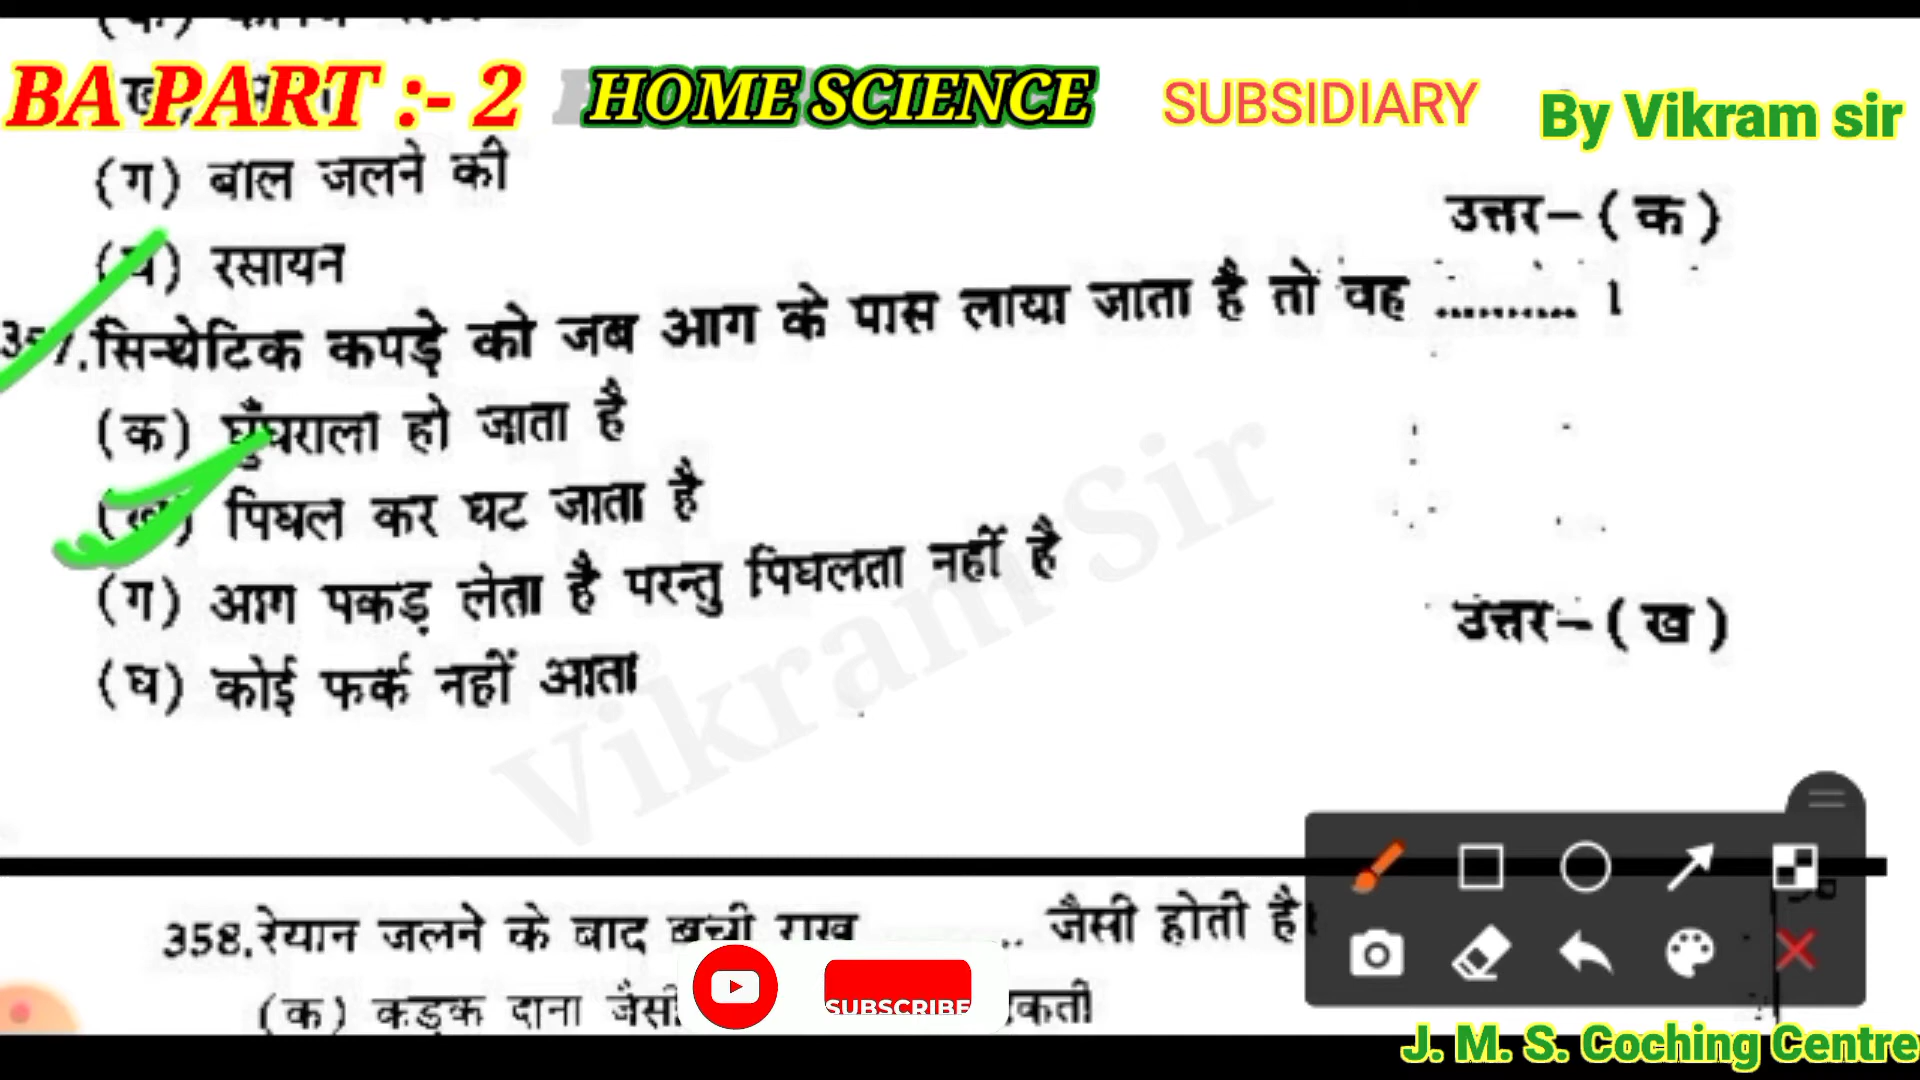 BA PART :- 2 HOME SCIENCE SUBSIDIARY By Vikram sir
(ग) बाल जलने की
उत्तर– ( क )
(घ) रसायन
357. सिन्थेटिक कपड़े को जब आग के पास लाया जाता है तो वह .......... ।
(क) घुँघराला हो जाता है
(ख) पिघल कर घट जाता है
(ग) आग पकड़ लेता है परन्तु पिघलता नहीं है
उत्तर– ( ख )
(घ) कोई फर्क नहीं आता
Vikram Sir
358. रेयान जलने के बाद बची राख .. जैसी होती है।
(क) कड़क दाना जैसी
SUBSCRIBE
J. M. S. Coching Centre